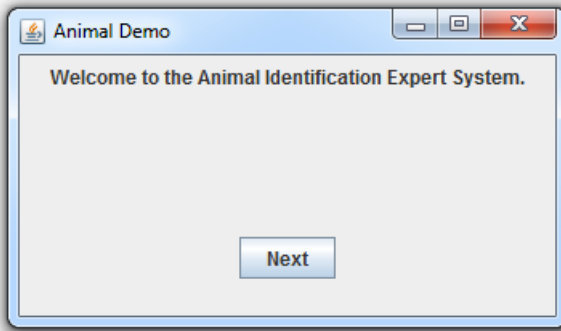 Animal Demo
Welcome to the Animal Identification Expert System.
Next